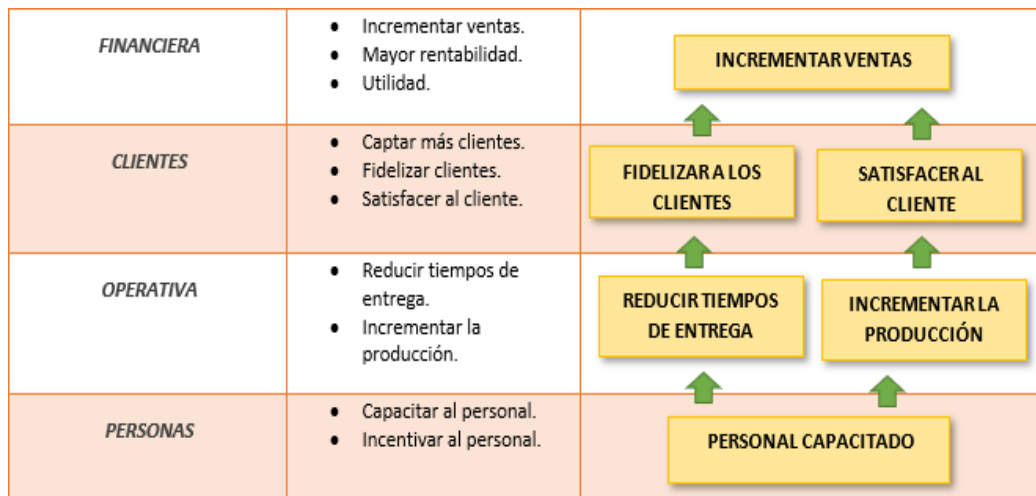 FINANCIERA
• Incrementar ventas.
• Mayor rentabilidad.
• Utilidad.
INCREMENTAR VENTAS
CLIENTES
• Captar más clientes.
• Fidelizar clientes.
• Satisfacer al cliente.
FIDELIZAR A LOS
CLIENTES
SATISFACER AL
CLIENTE
OPERATIVA
• Reducir tiempos de
entrega.
• Incrementar la
producción.
REDUCIR TIEMPOS
DE ENTREGA
INCREMENTAR LA
PRODUCCIÓN
PERSONAS
• Capacitar al personal.
• Incentivar al personal.
PERSONAL CAPACITADO